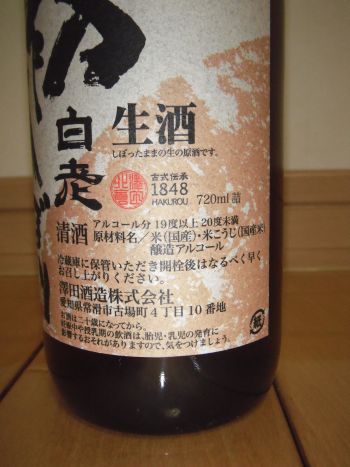 白老
生酒
しぼったままの生の原酒です。
古式伝承
1848
HAKUROU
720ml 詰
清酒
アルコール分 19度以上20度未満
原材料名／米(国産)・米こうじ(国産米)
醸造アルコール
冷蔵庫に保管いただき開栓後はなるべく早く
お召し上がりください。
澤田酒造株式会社
愛知県常滑市古場町4丁目10番地
お酒は二十歳になってから。
妊娠中や授乳期の飲酒は、胎児・乳児の発育に
影響するおそれがありますので、気をつけましょう。
紙